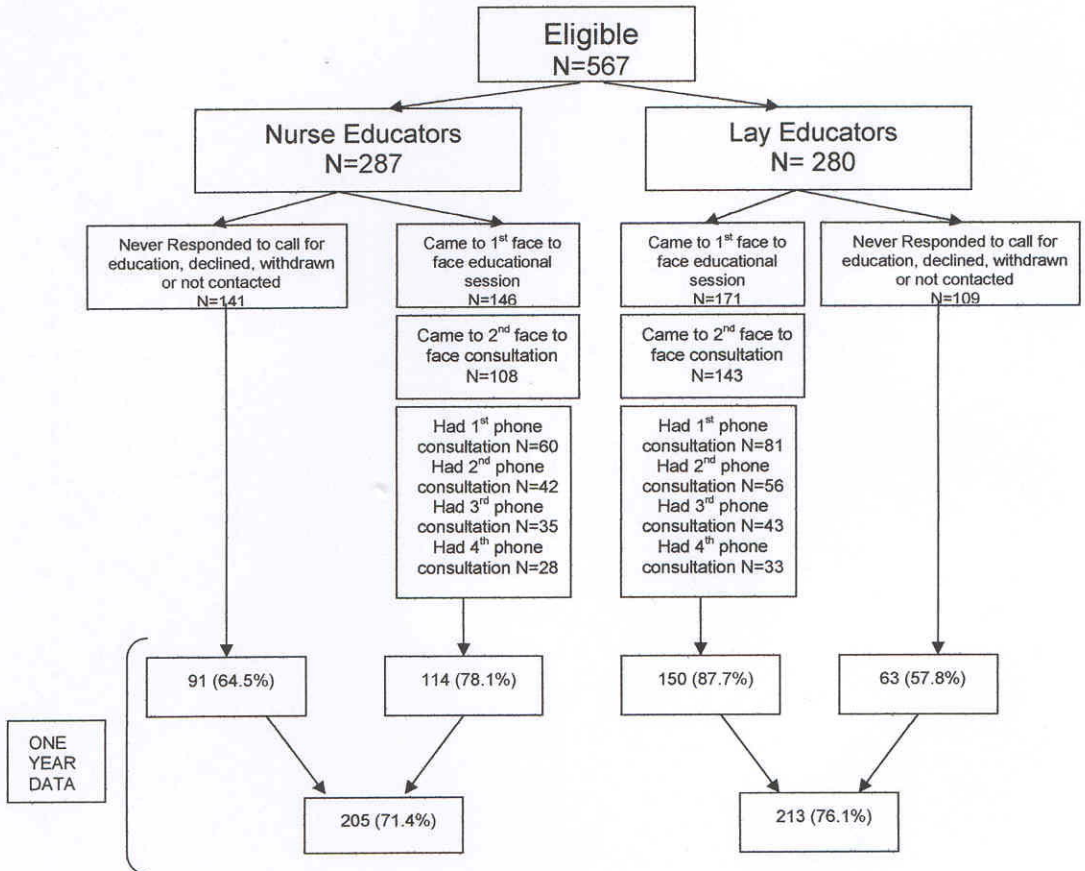 Eligible
N=567
Nurse Educators
N=287
Lay Educators
N= 280
Never Responded to call for
education, declined, withdrawn
or not contacted
N=141
Came to 1st face to
face educational
session
N=146
Came to 1st face to
face educational
session
N=171
Never Responded to call for
education, declined, withdrawn
or not contacted
N=109
Came to 2nd face to
face consultation
N=108
Came to 2nd face to
face consultation
N=143
Had 1st phone
consultation N=60
Had 2nd phone
consultation N=42
Had 3rd phone
consultation N=35
Had 4th phone
consultation N=28
Had 1st phone
consultation N=81
Had 2nd phone
consultation N=56
Had 3rd phone
consultation N=43
Had 4th phone
consultation N=33
91 (64.5%)
114 (78.1%)
150 (87.7%)
63 (57.8%)
ONE
YEAR
DATA
205 (71.4%)
213 (76.1%)